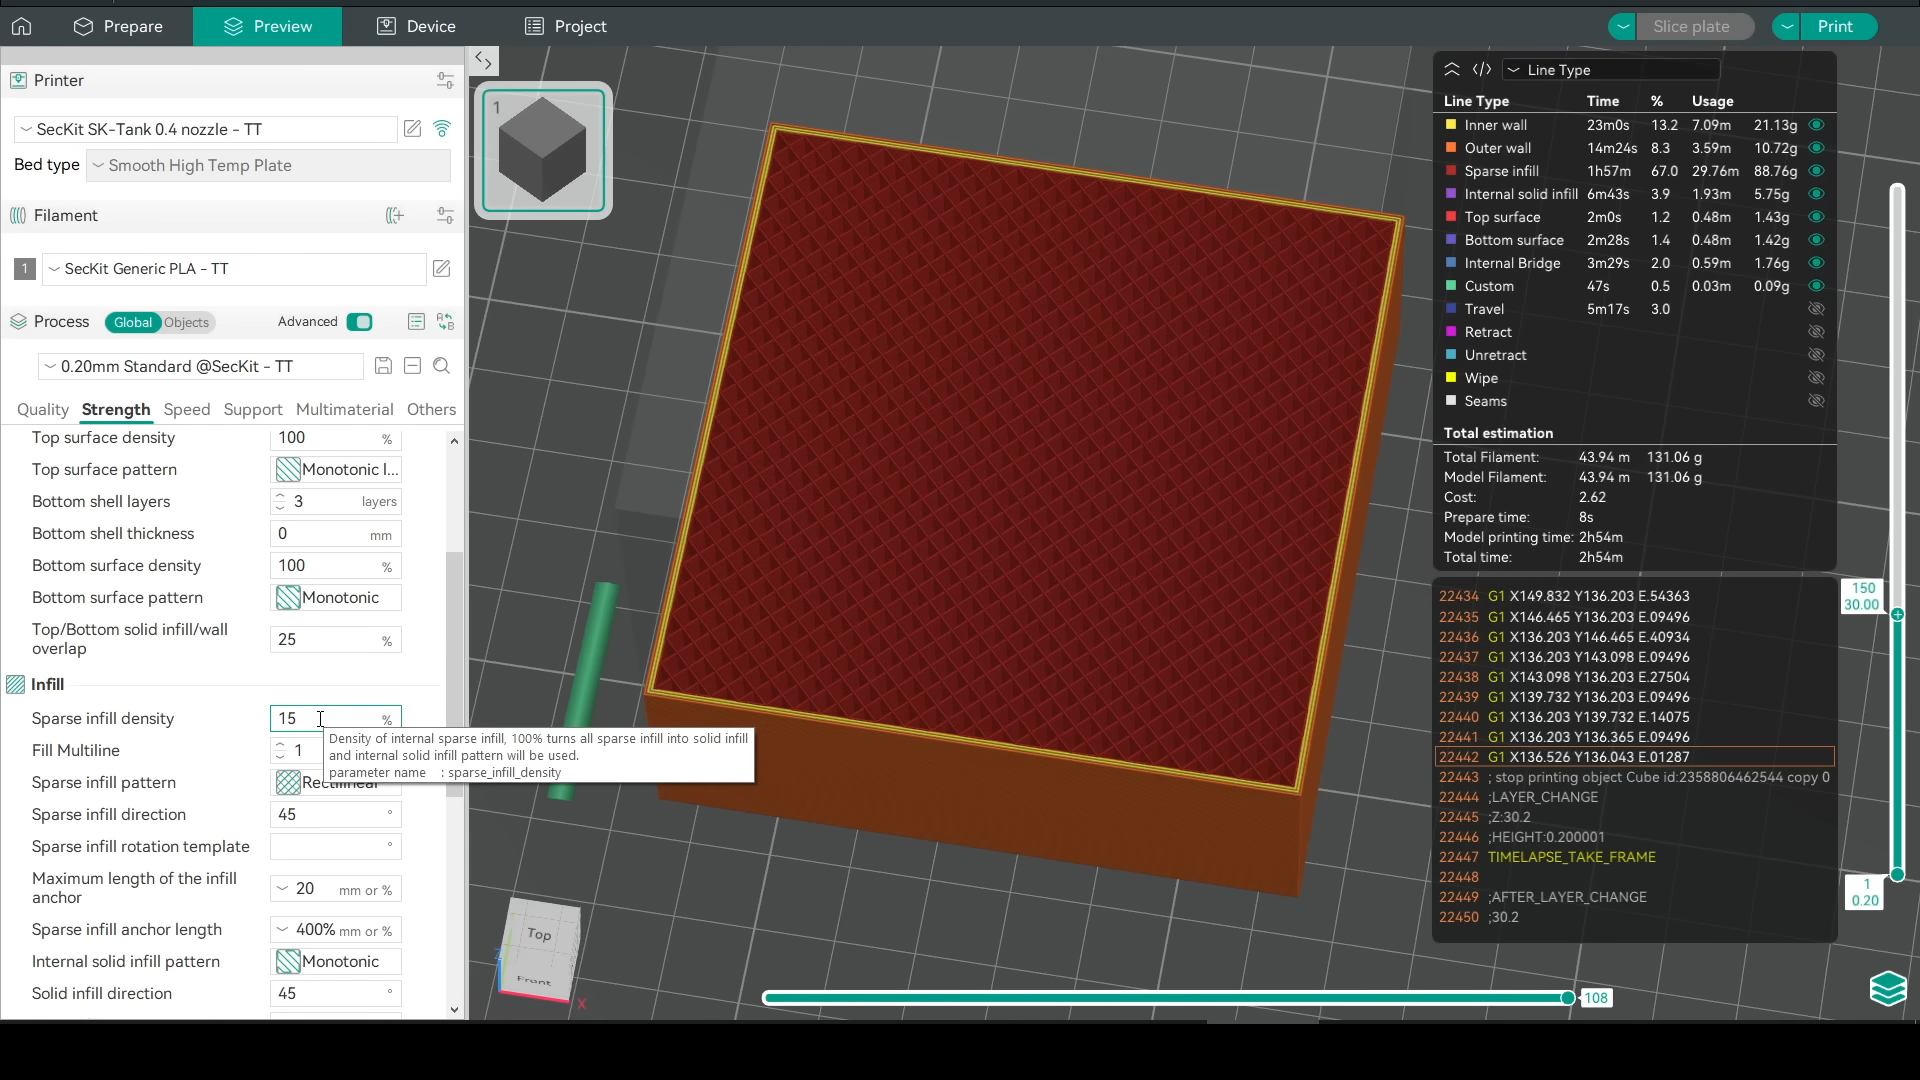 Prepare
Preview
Device
Project
Slice plate
Print
Printer
SecKit SK-Tank 0.4 nozzle - TT
Bed type
Smooth High Temp Plate
Filament
1
SecKit Generic PLA - TT
Process
Global
Objects
Advanced
0.20mm Standard @SecKit - TT
Quality
Strength
Speed
Support
Multimaterial
Others
Top surface density
100 %
Top surface pattern
Monotonic l...
Bottom shell layers
3 layers
Bottom shell thickness
0 mm
Bottom surface density
100 %
Bottom surface pattern
Monotonic
Top/Bottom solid infill/wall
overlap
25 %
Infill
Sparse infill density
15 %
Fill Multiline
1
Sparse infill pattern
Sparse infill direction
45 °
Sparse infill rotation template
°
Maximum length of the infill
anchor
20 mm or %
Sparse infill anchor length
400% mm or %
Internal solid infill pattern
Monotonic
Solid infill direction
45 °
Density of internal sparse infill, 100% turns all sparse infill into solid infill
and internal solid infill pattern will be used.
parameter name : sparse_infill_density
1
Top
Front
X
Line Type
Line Type Time % Usage
Inner wall 23m0s 13.2 7.09m 21.13g
Outer wall 14m24s 8.3 3.59m 10.72g
Sparse infill 1h57m 67.0 29.76m 88.76g
Internal solid infill 6m43s 3.9 1.93m 5.75g
Top surface 2m0s 1.2 0.48m 1.43g
Bottom surface 2m28s 1.4 0.48m 1.42g
Internal Bridge 3m29s 2.0 0.59m 1.76g
Custom 47s 0.5 0.03m 0.09g
Travel 5m17s 3.0
Retract
Unretract
Wipe
Seams
Total estimation
Total Filament: 43.94 m 131.06 g
Model Filament: 43.94 m 131.06 g
Cost: 2.62
Prepare time: 8s
Model printing time: 2h54m
Total time: 2h54m
22434 G1 X149.832 Y136.203 E.54363
22435 G1 X146.465 Y136.203 E.09496
22436 G1 X136.203 Y146.465 E.40934
22437 G1 X136.203 Y143.098 E.09496
22438 G1 X143.098 Y136.203 E.27504
22439 G1 X139.732 Y136.203 E.09496
22440 G1 X136.203 Y139.732 E.14075
22441 G1 X136.203 Y136.365 E.09496
22442 G1 X136.526 Y136.043 E.01287
22443 ; stop printing object Cube id:2358806462544 copy 0
22444 ;LAYER_CHANGE
22445 ;Z:30.2
22446 ;HEIGHT:0.200001
22447 TIMELAPSE_TAKE_FRAME
22448
22449 ;AFTER_LAYER_CHANGE
22450 ;30.2
150
30.00
1
0.20
108